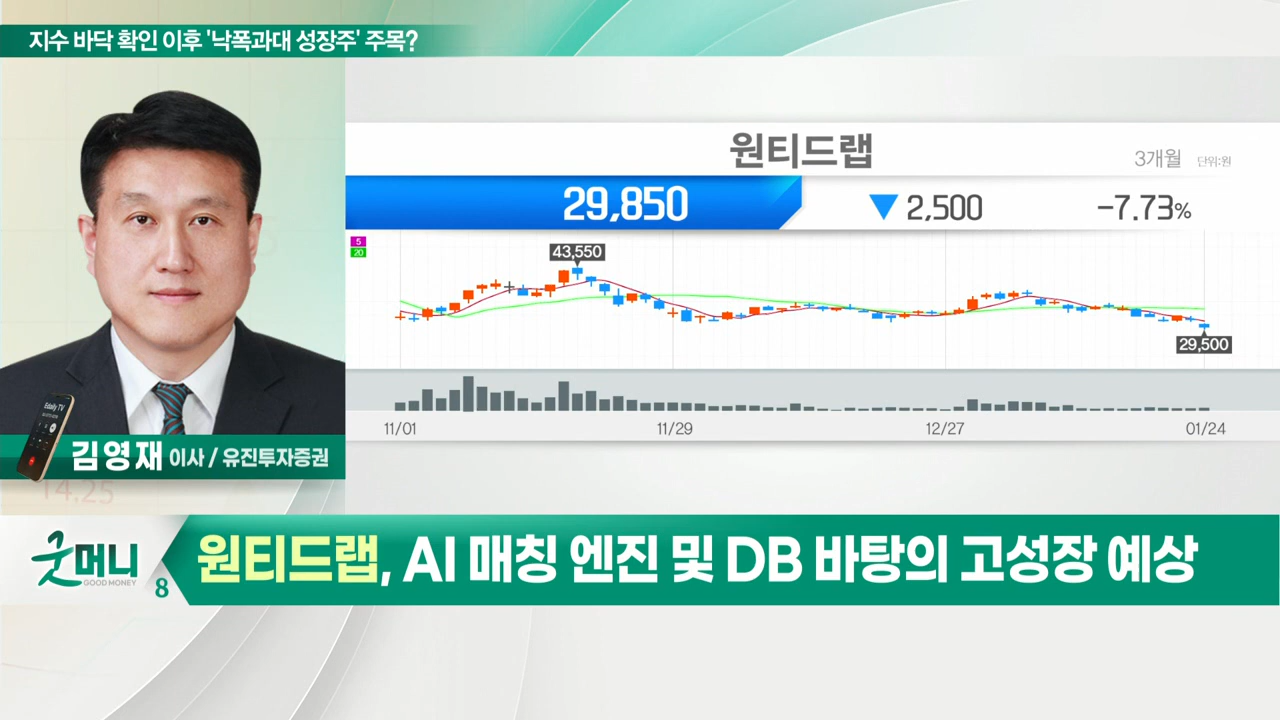 지수 바닥 확인 이후 '낙폭과대 성장주' 주목?
원티드랩
3개월 단위:원
29,850 ▼ 2,500 -7.73%
5
20
43,550
29,500
11/01 11/29 12/27 01/24
Edaily TV
김영재 이사 / 유진투자증권
14.25
굿머니
GOOD MONEY
8
원티드랩, AI 매칭 엔진 및 DB 바탕의 고성장 예상